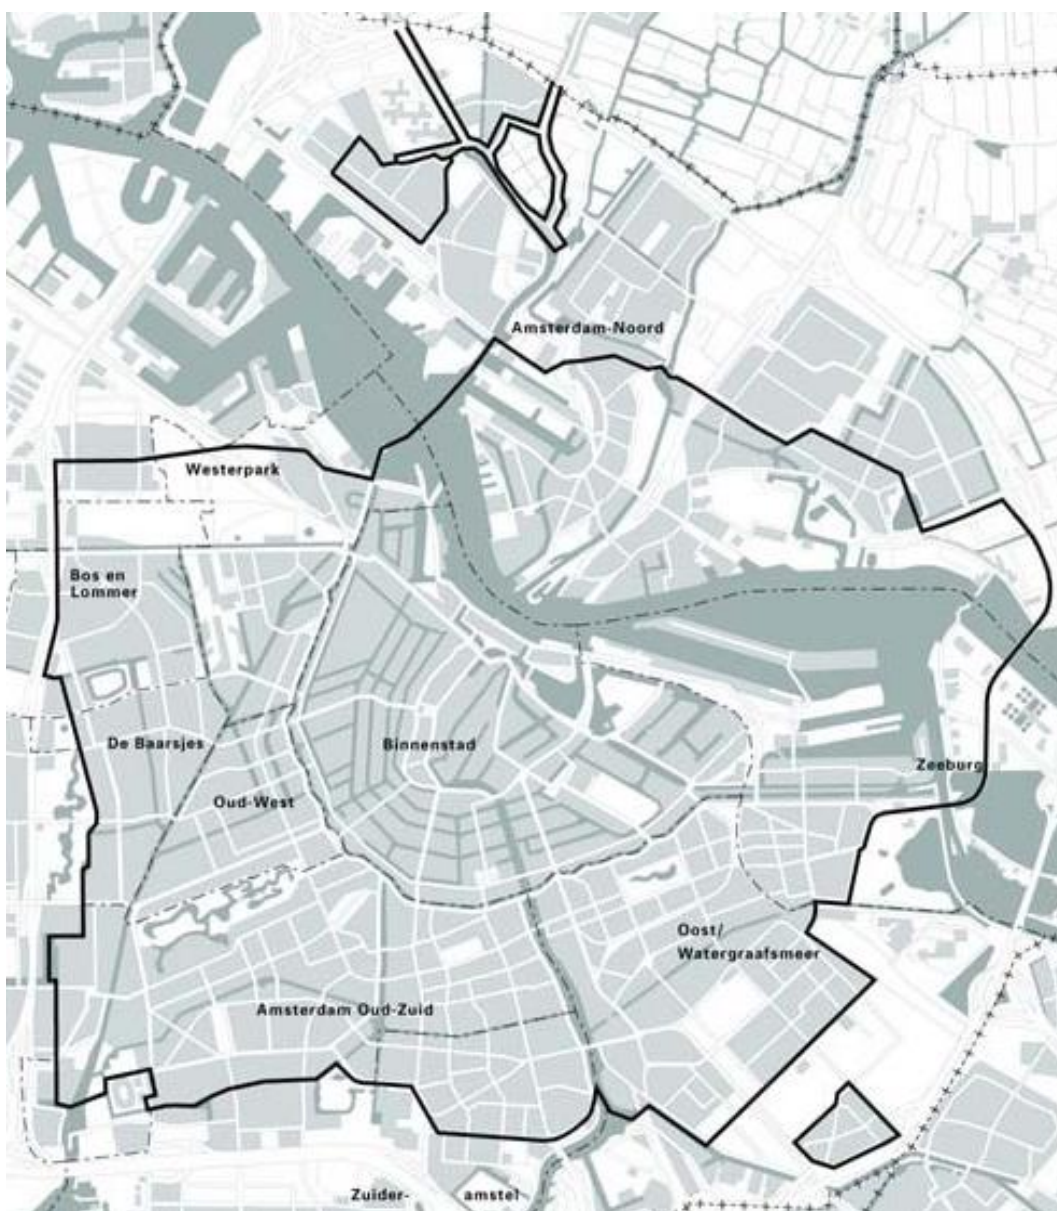 Amsterdam-Noord
Westerpark
Bos en
Lommer
De Baarsjes
Binnenstad
Zeeburg
Oud-West
Oost/
Watergraafsmeer
Amsterdam Oud-Zuid
Zuider- amstel